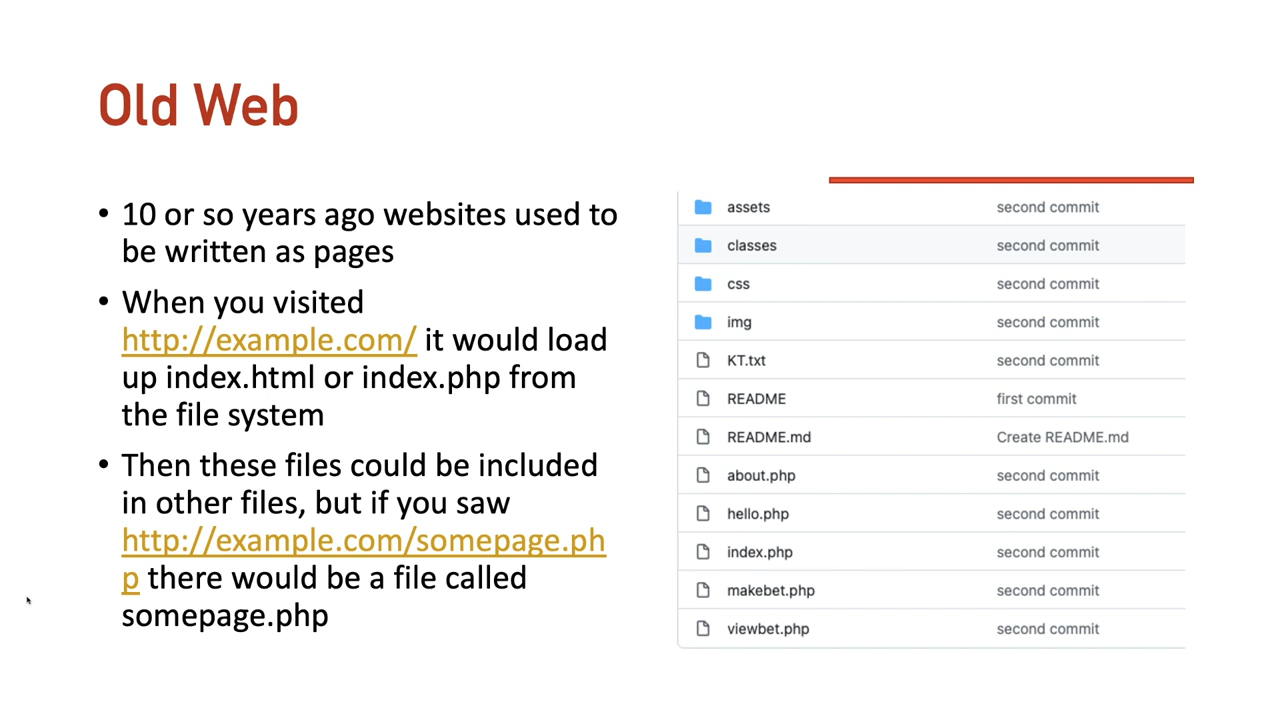 Old Web
• 10 or so years ago websites used to
be written as pages
• When you visited
http://example.com/ it would load
up index.html or index.php from
the file system
• Then these files could be included
in other files, but if you saw
http://example.com/somepage.ph
p there would be a file called
somepage.php
assets second commit
classes second commit
css second commit
img second commit
KT.txt second commit
README first commit
README.md Create README.md
about.php second commit
hello.php second commit
index.php second commit
makebet.php second commit
viewbet.php second commit